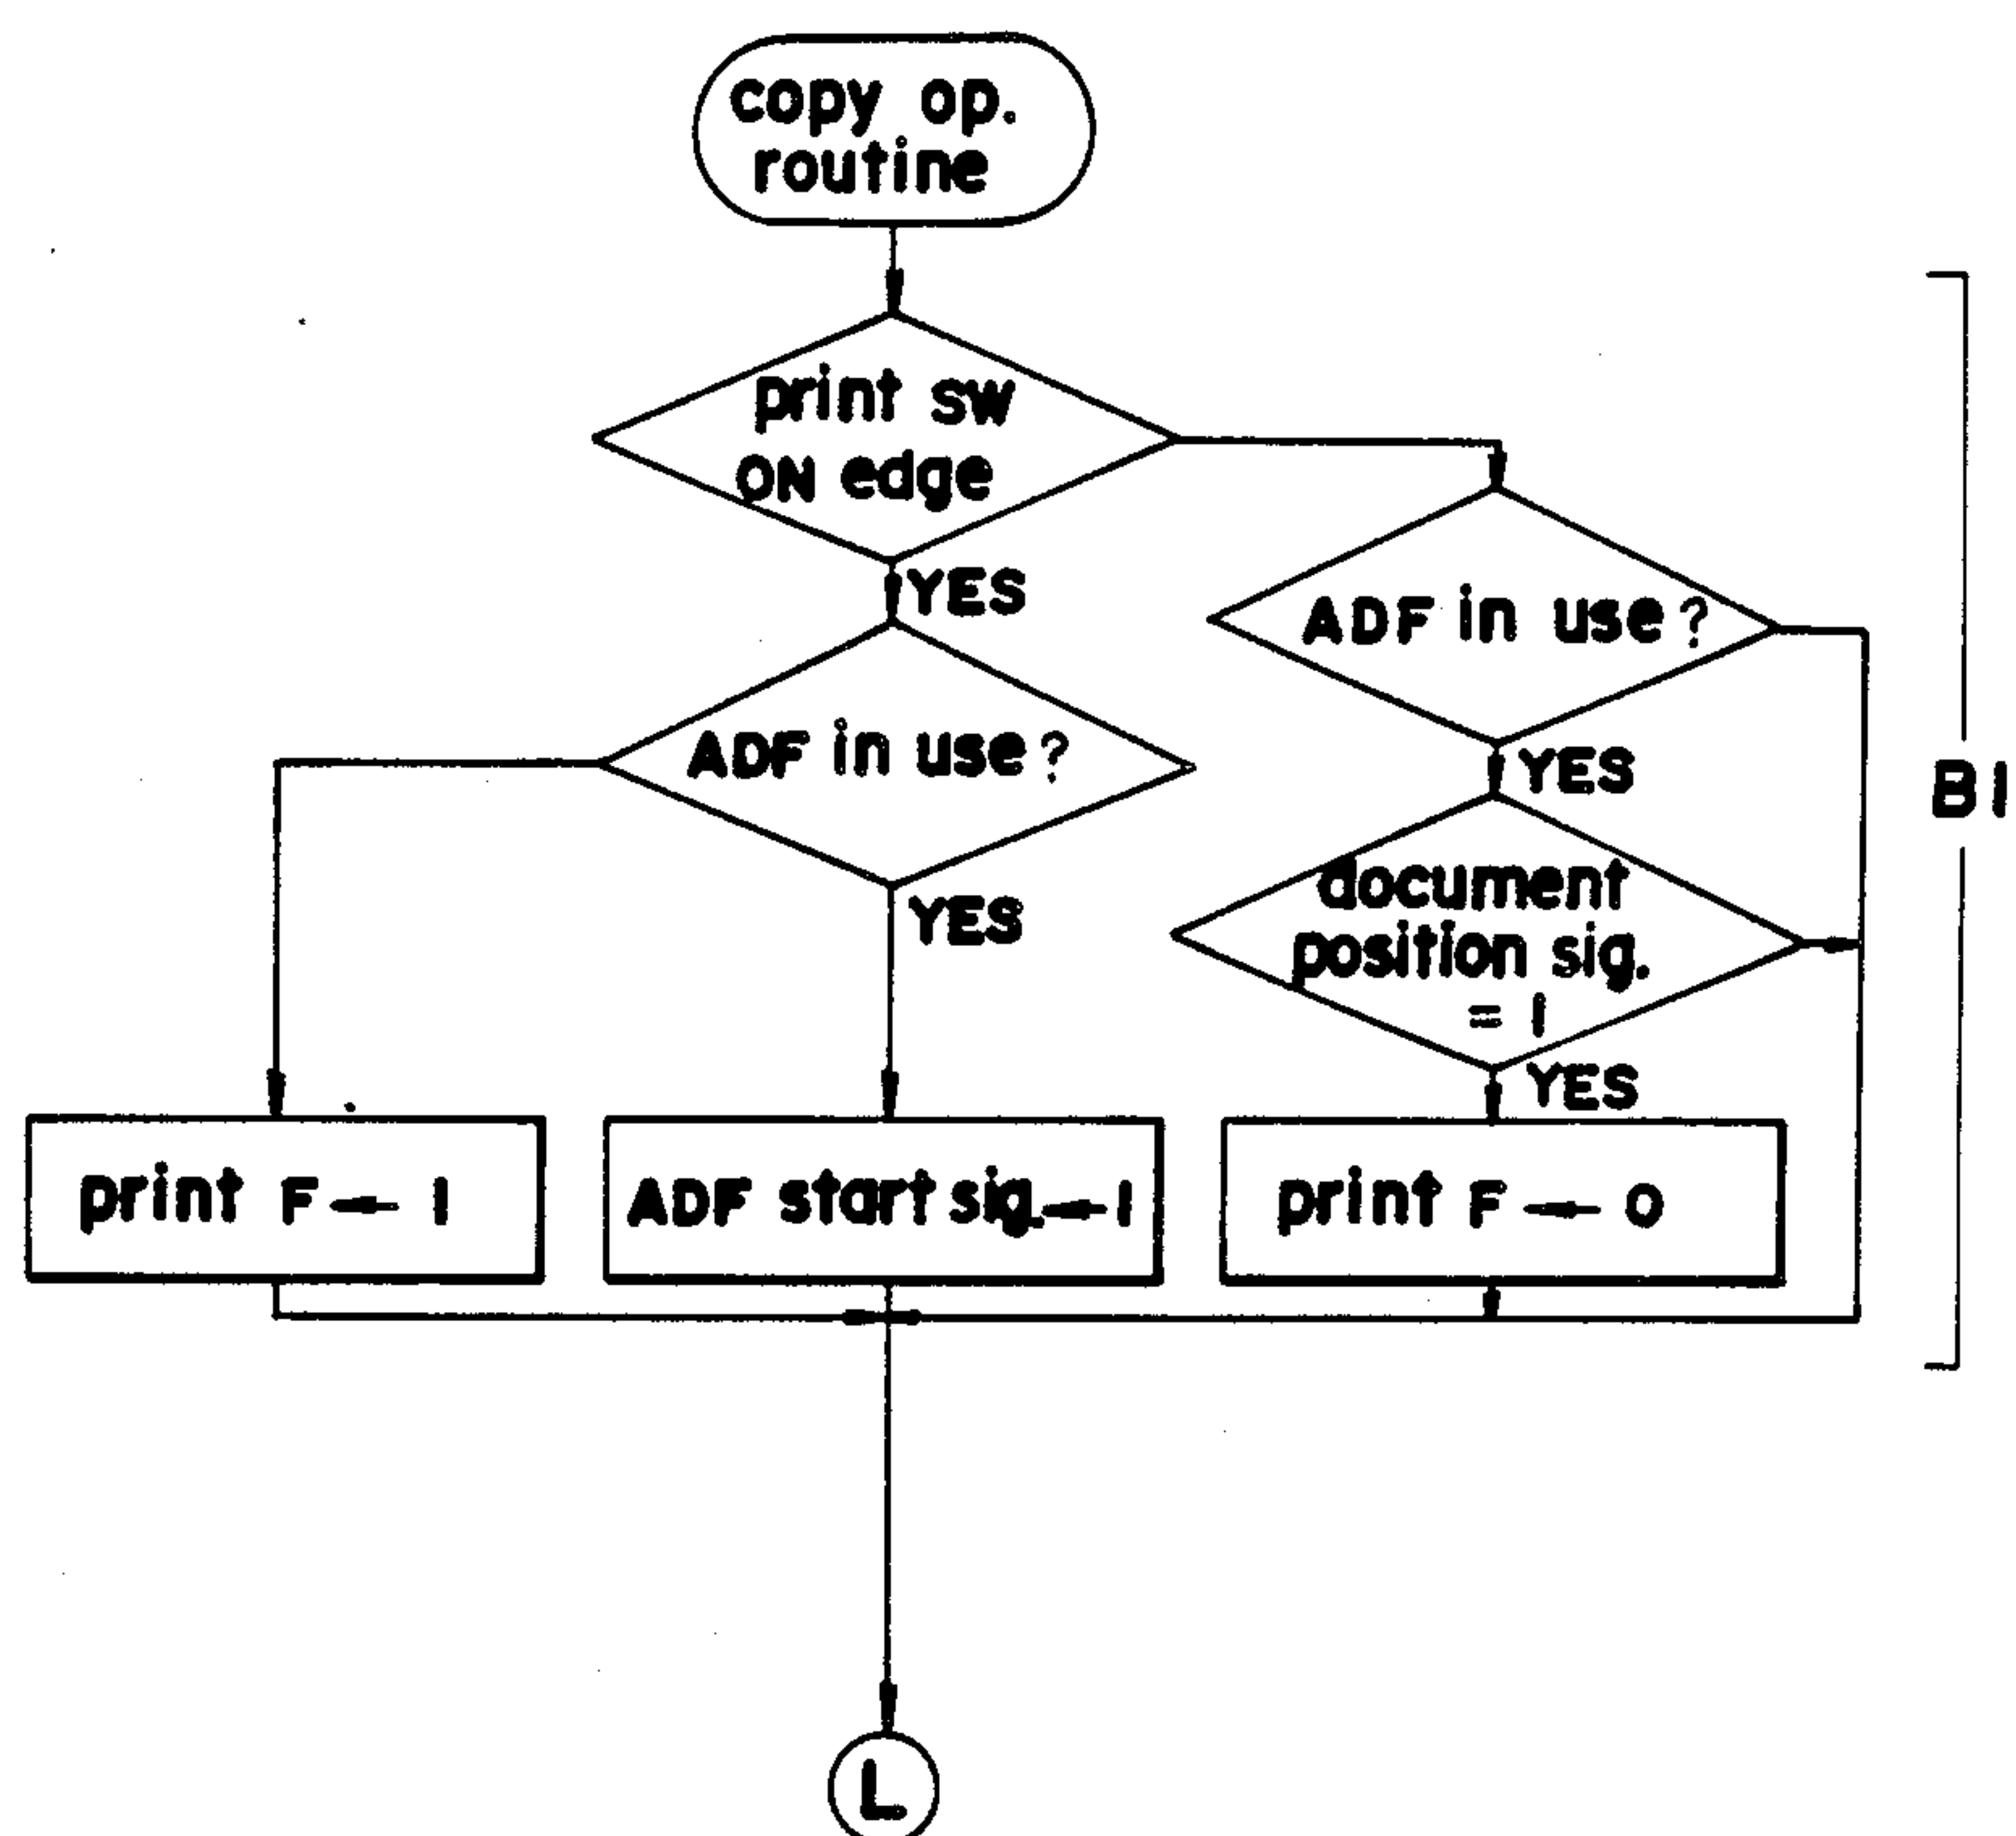 copy op.
routine
print sw
ON edge
YES
ADF in use?
YES
ADF in use?
YES
document
position sig.
= 1
YES
print F ← 1
ADF start sig. ← 1
print F ← 0
B1
L